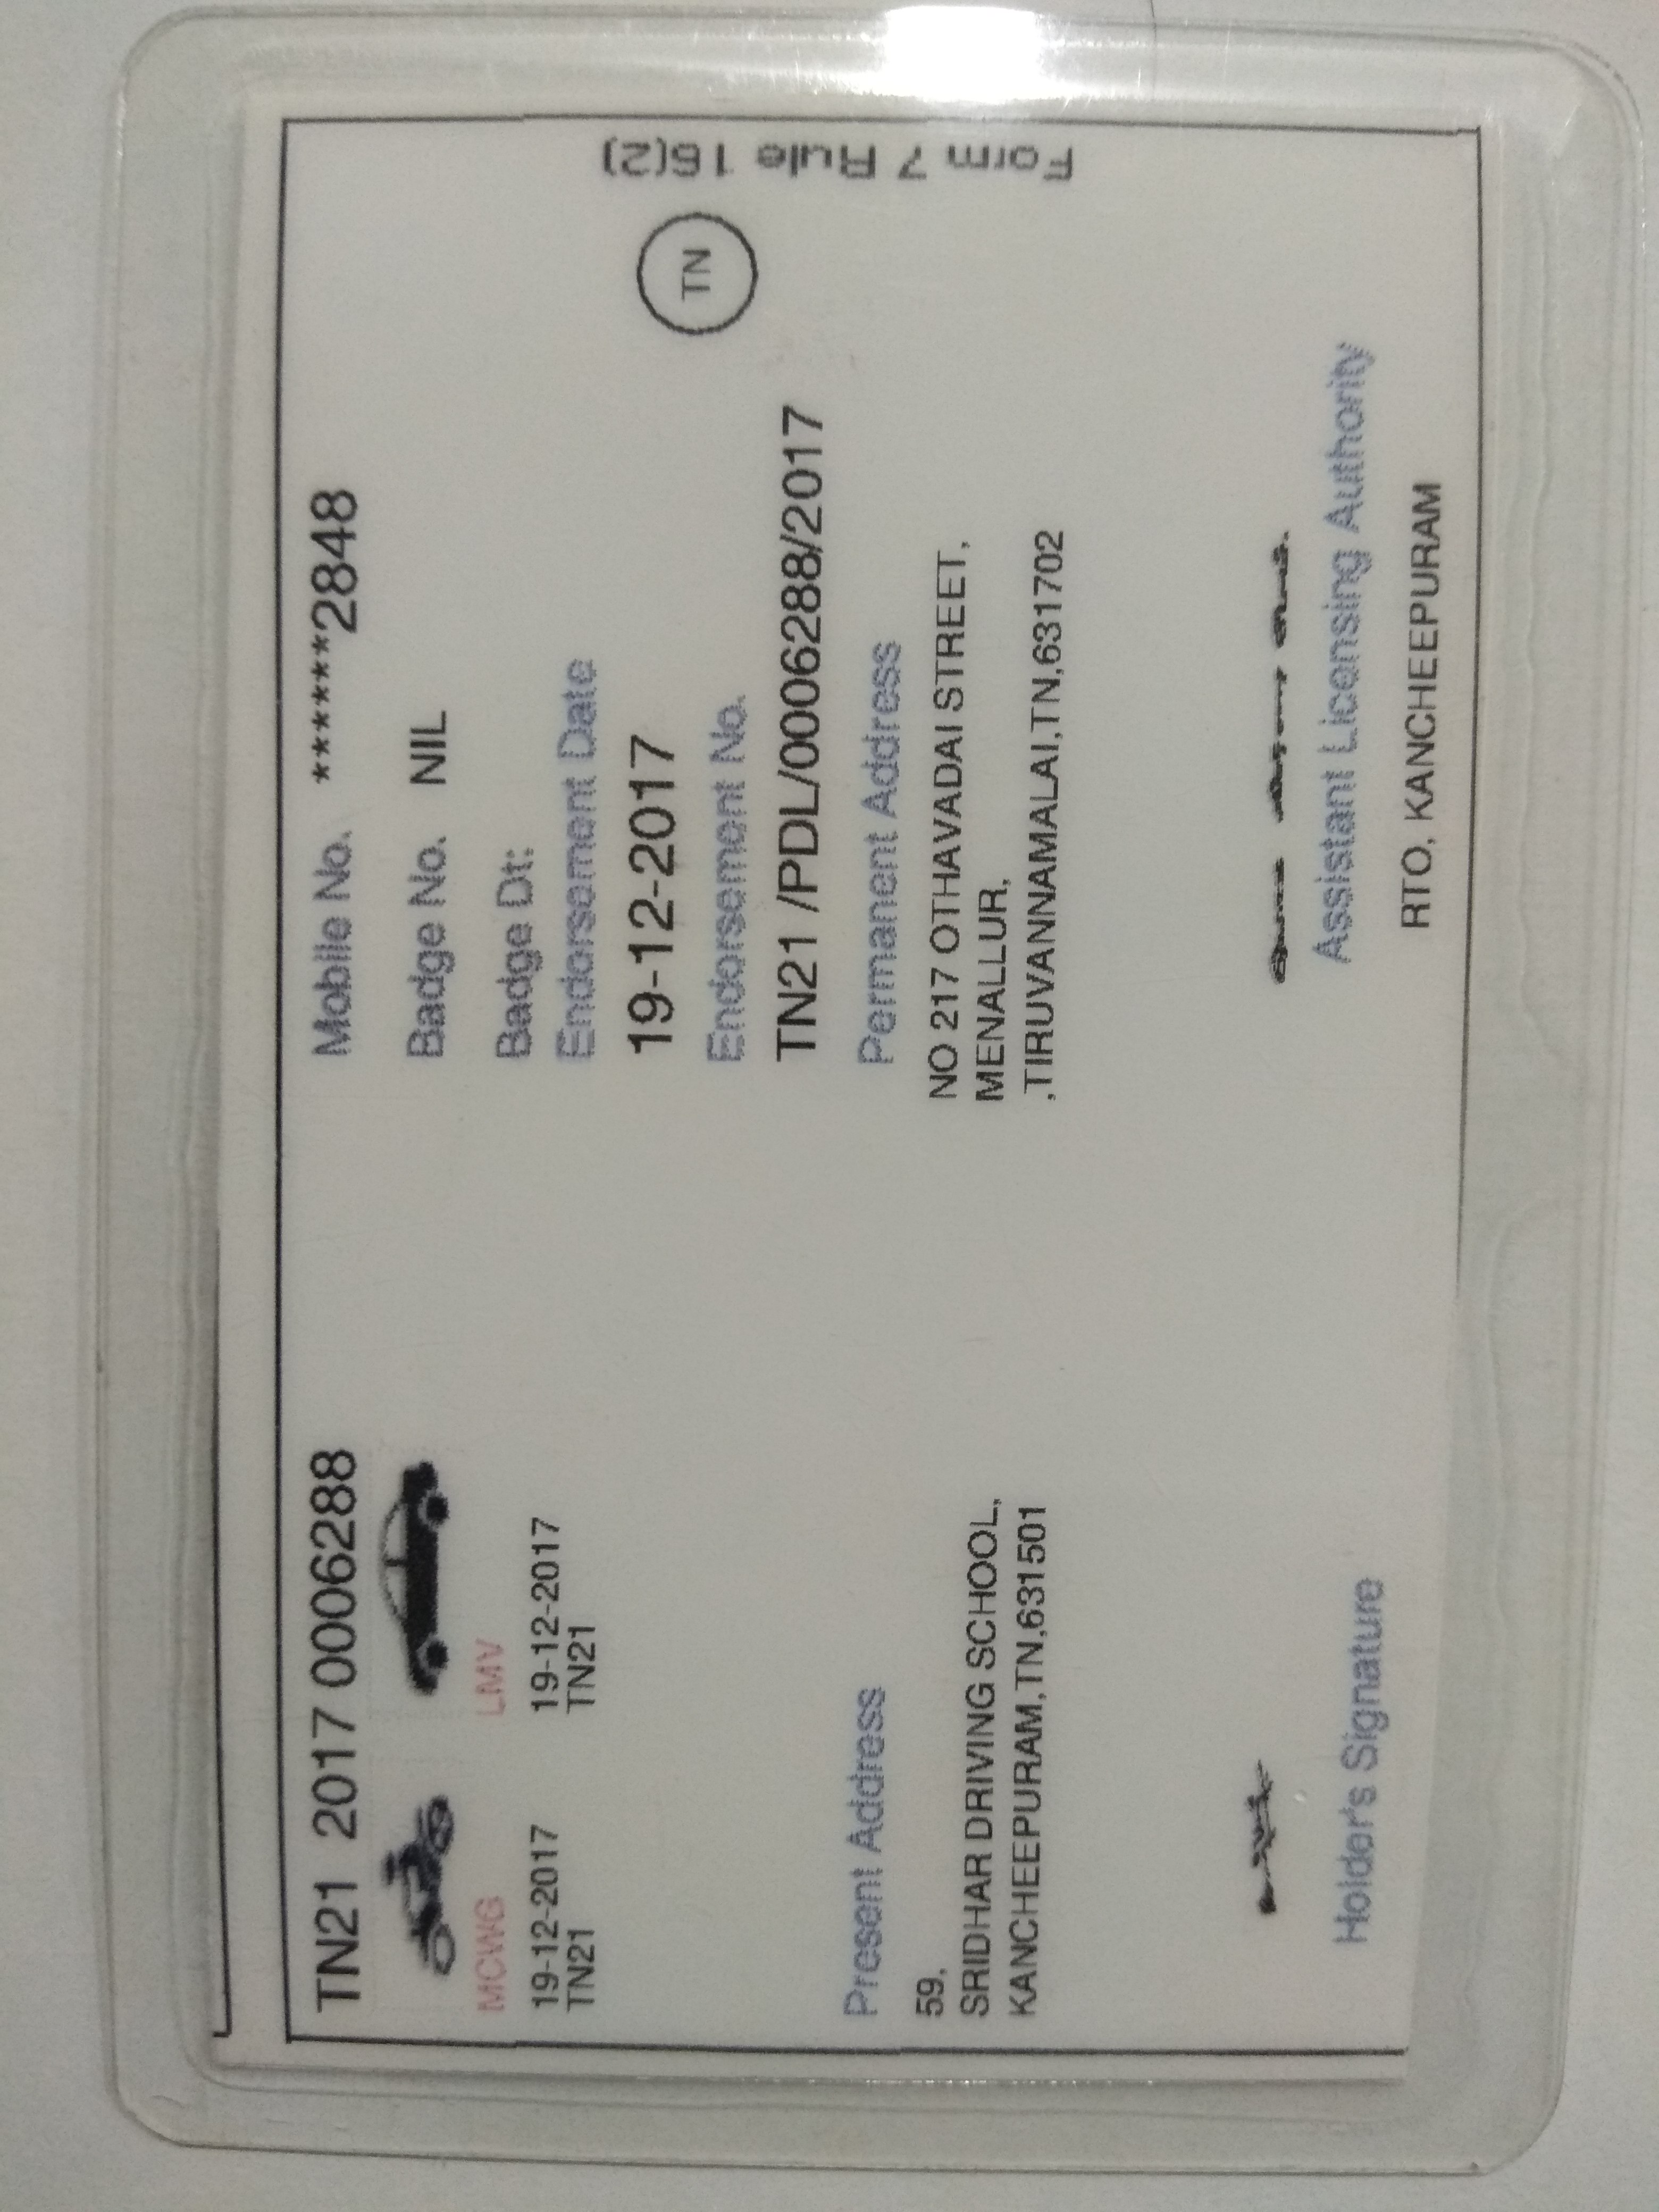 TN21 2017 0006288
MCWG
19-12-2017
TN21
LMV
19-12-2017
TN21
Present Address
59,
SRIDHAR DRIVING SCHOOL,
KANCHEEPURAM,TN,631501
Holder's Signature
Mobile No. ******2848
Badge No. NIL
Badge Dt:
Endorsement Date
19-12-2017
Endorsement No.
TN21 /PDL/0006288/2017
Permanent Address
NO 217 OTHAVADAI STREET,
MENALLUR,
,TIRUVANNAMALAI,TN,631702
Assistant Licensing Authority
RTO, KANCHEEPURAM
TN
Form 7 Rule 16(2)